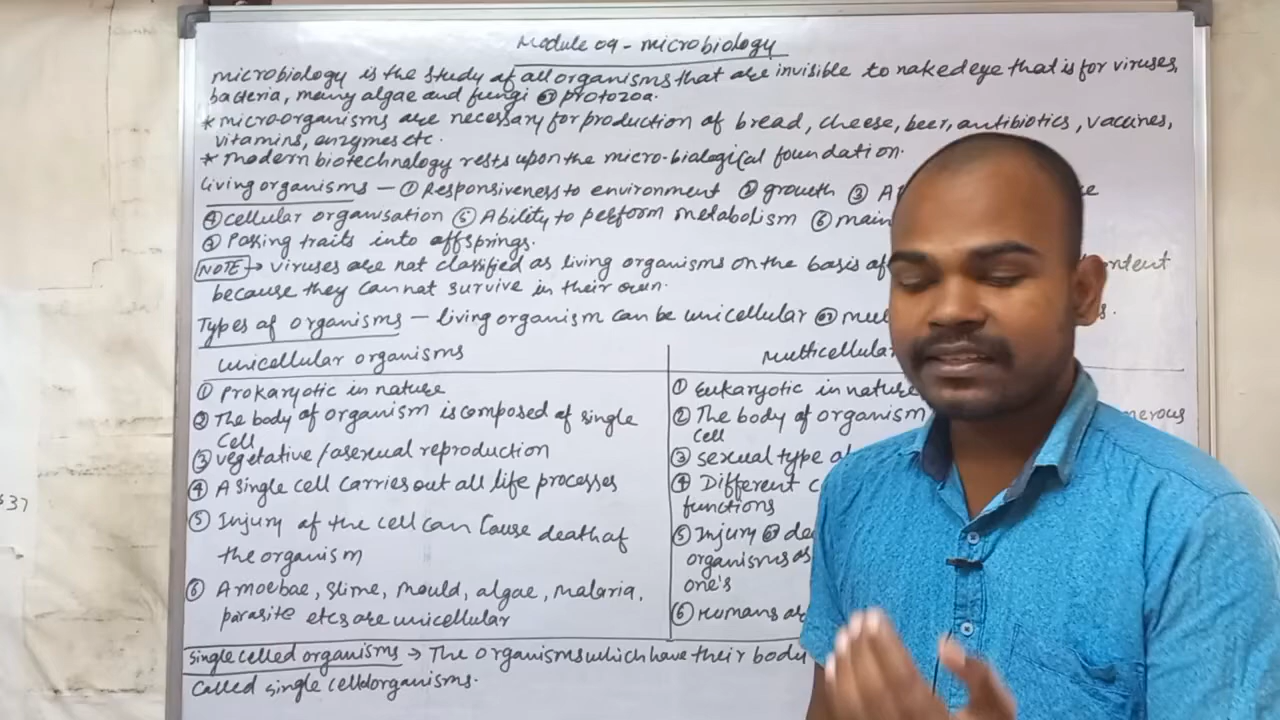 Module 09 - microbiology
microbiology is the study of all organisms that are invisible to naked eye that is for viruses,
bacteria, many algae and fungi or protozoa.
* micro-organisms are necessary for production of bread, cheese, beer, antibiotics, vaccines,
vitamins, enzymes etc.
* modern biotechnology rests upon the micro-biological foundation.
Living organisms — ① Responsiveness to environment ② growth ③
④ cellular organisation ⑤ Ability to perform metabolism ⑥
⑦ Passing traits into offsprings.
NOTE → viruses are not classified as living organisms on the basis of
because they cannot survive in their own.
Types of organisms — living organism can be unicellular or
unicellular organisms
① Prokaryotic in nature
② The body of organism is composed of single
cell
③ vegetative / asexual reproduction
④ A single cell carries out all life processes
⑤ Injury of the cell can cause death of
the organism
⑥ Amoebae, slime, mould, algae, malaria,
parasite etc are unicellular
Multicellular
① Eukaryotic in nature
② The body of organism
cell
③ sexual type
④ Different
functions
⑤ Injury or
organisms as
one's
⑥ Humans
single celled organisms → The organisms which have their body
called single celld organisms.
37